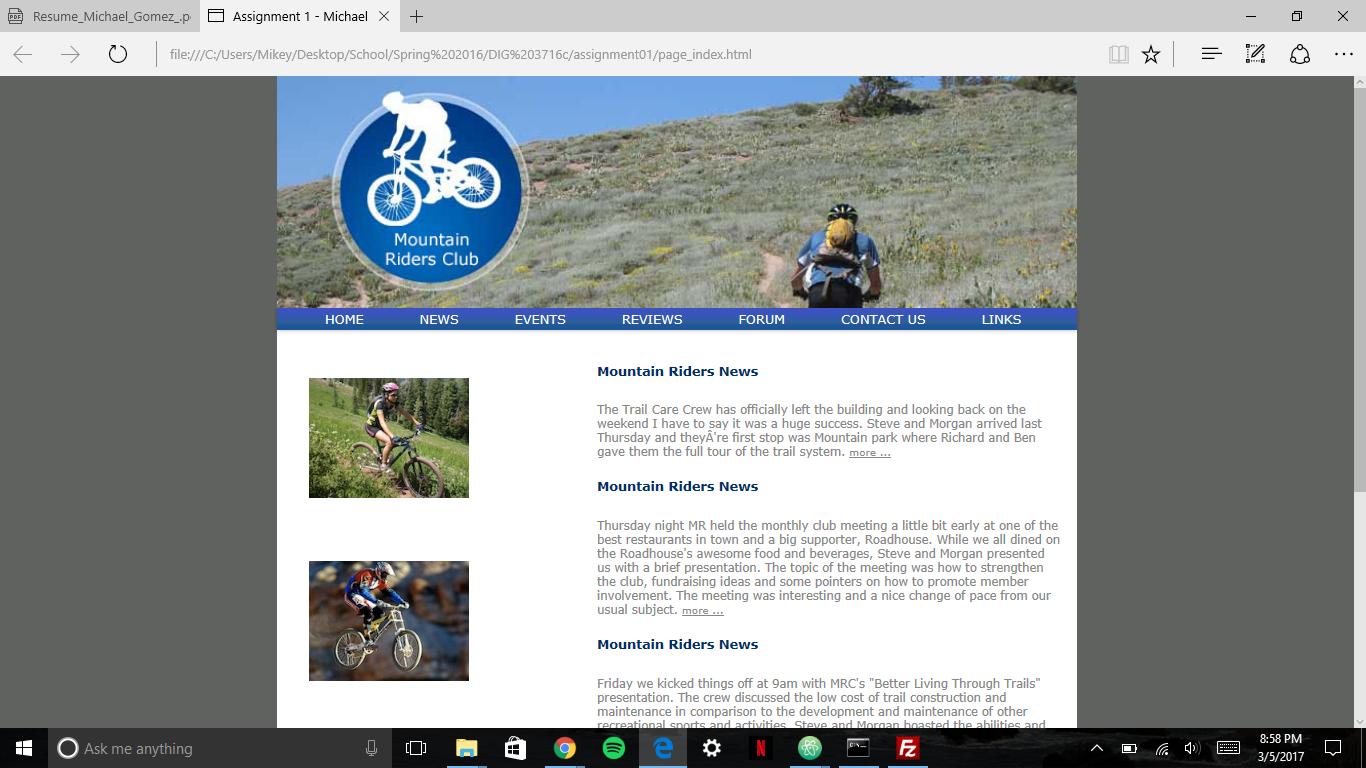 Resume_Michael_Gomez_.p
Assignment 1 - Michael
file:///C:/Users/Mikey/Desktop/School/Spring%202016/DIG%203716c/assignment01/page_index.html
Mountain
Riders Club
HOME NEWS EVENTS REVIEWS FORUM CONTACT US LINKS
Mountain Riders News
The Trail Care Crew has officially left the building and looking back on the
weekend I have to say it was a huge success. Steve and Morgan arrived last
Thursday and theyÂ're first stop was Mountain park where Richard and Ben
gave them the full tour of the trail system. more ...
Mountain Riders News
Thursday night MR held the monthly club meeting a little bit early at one of the
best restaurants in town and a big supporter, Roadhouse. While we all dined on
the Roadhouse's awesome food and beverages, Steve and Morgan presented
us with a brief presentation. The topic of the meeting was how to strengthen
the club, fundraising ideas and some pointers on how to promote member
involvement. The meeting was interesting and a nice change of pace from our
usual subject. more ...
Mountain Riders News
Friday we kicked things off at 9am with MRC's "Better Living Through Trails"
presentation. The crew discussed the low cost of trail construction and
maintenance in comparison to the development and maintenance of other
recreational sports and activities. Steve and Morgan boasted the abilities and
Ask me anything
8:58 PM
3/5/2017